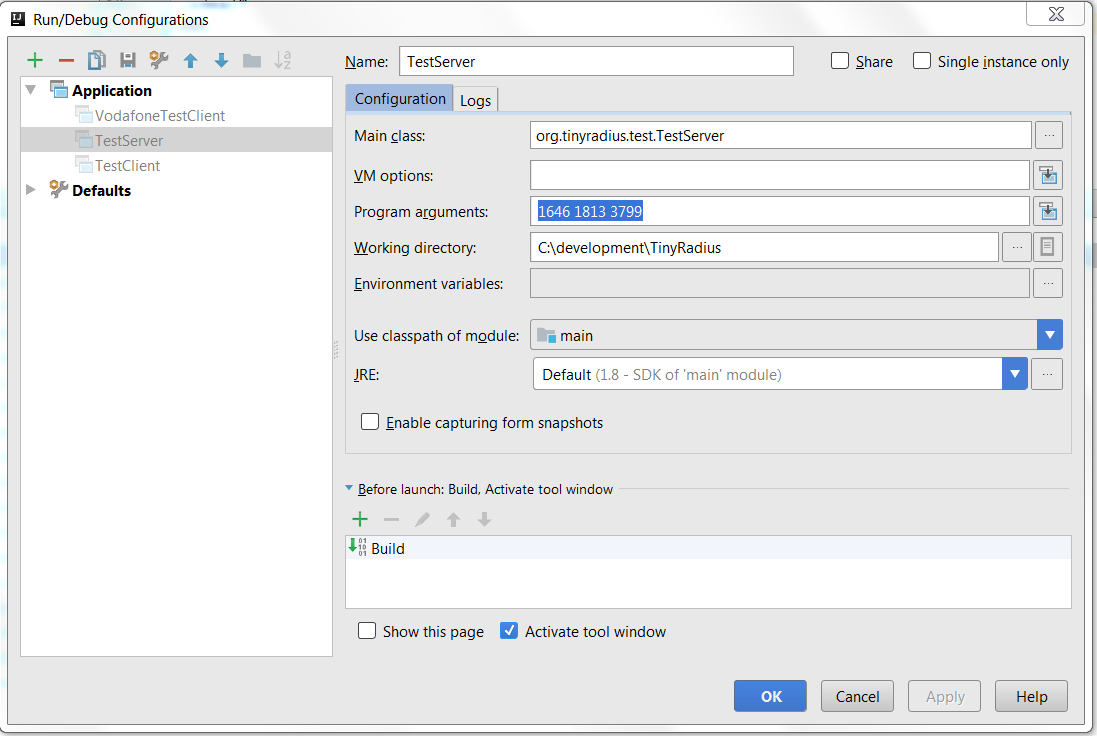 Run/Debug Configurations
Name: TestServer Share Single instance only
Application
VodafoneTestClient
TestServer
TestClient
Defaults
Configuration Logs
Main class: org.tinyradius.test.TestServer ...
VM options:
Program arguments: 1646 1813 3799
Working directory: C:\development\TinyRadius ...
Environment variables: ...
Use classpath of module: main
JRE: Default (1.8 - SDK of 'main' module) ...
Enable capturing form snapshots
Before launch: Build, Activate tool window
Build
Show this page Activate tool window
OK Cancel Apply Help